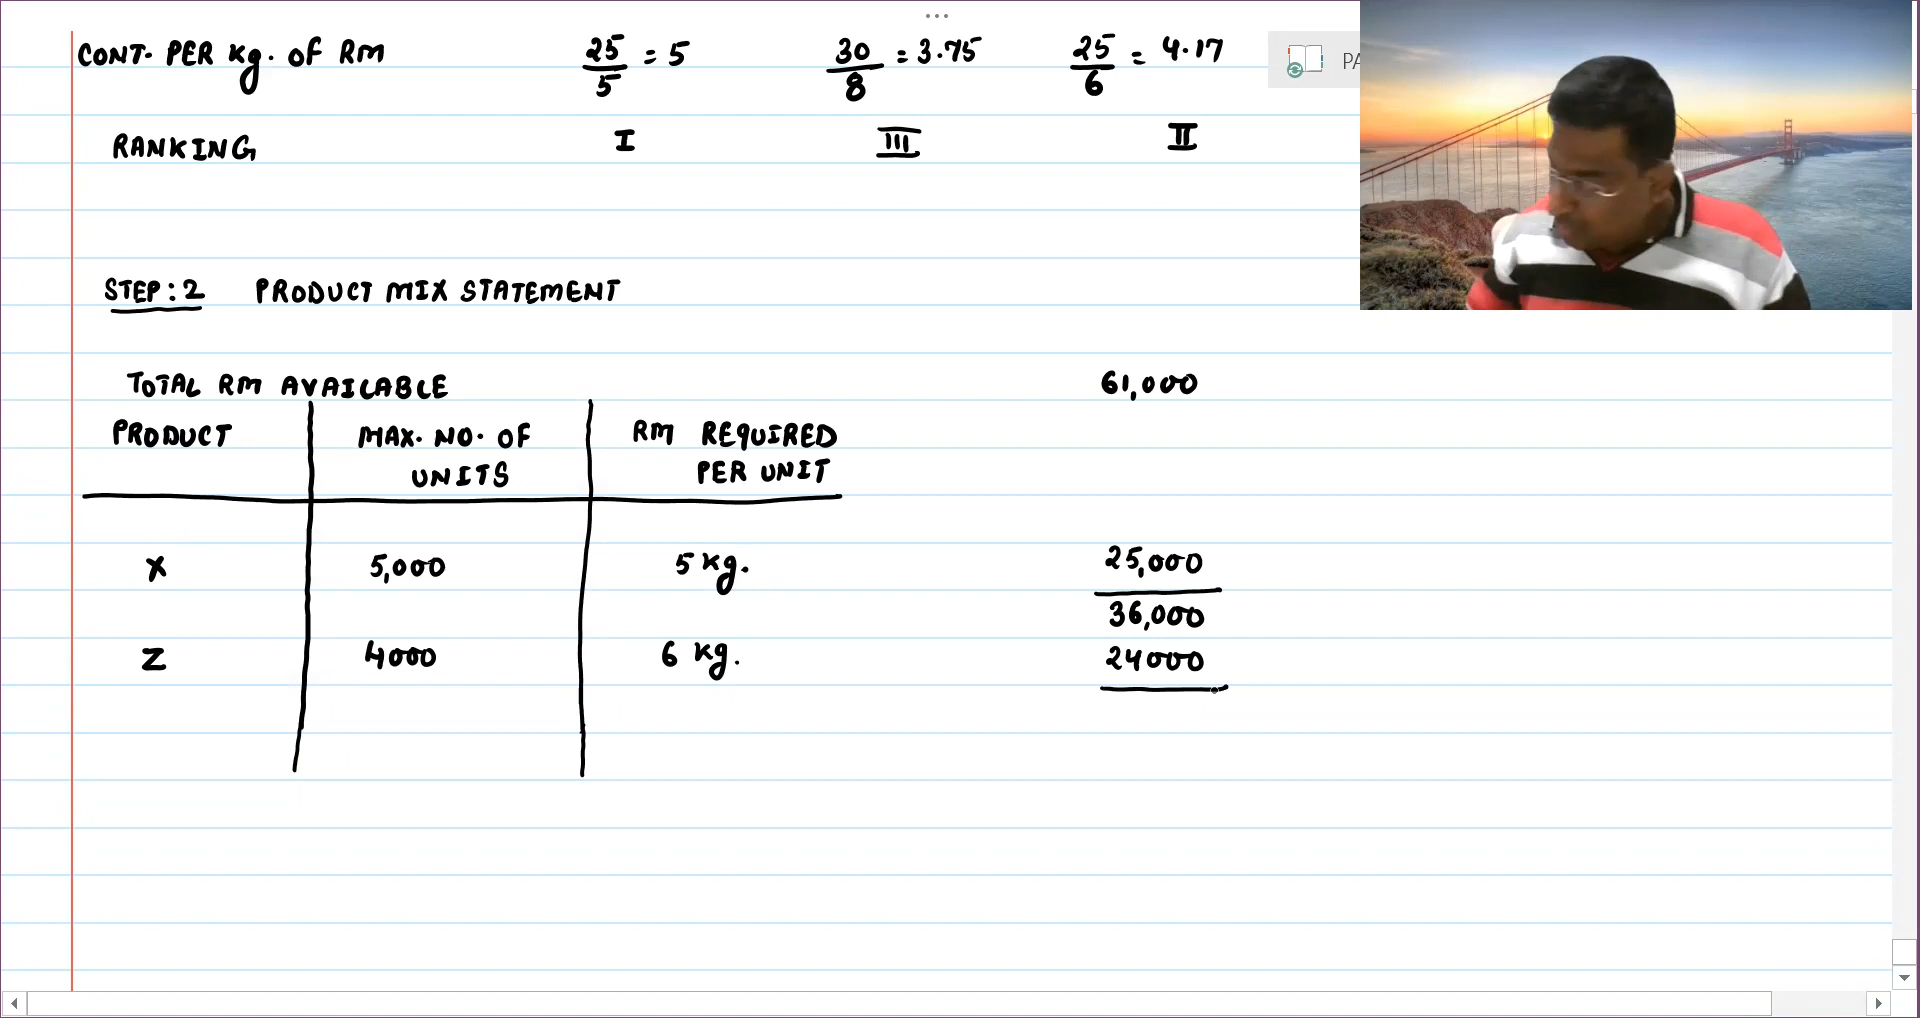 CONT. PER kg. OF RM 25/5 = 5 30/8 = 3.75 25/6 = 4.17
PA
RANKING I III II
STEP:2 PRODUCT MIX STATEMENT
TOTAL RM AVAILABLE 61,000
PRODUCT MAX. NO. OF UNITS RM REQUIRED PER UNIT
X 5,000 5 kg. 25,000
36,000
Z 4000 6 kg. 24000